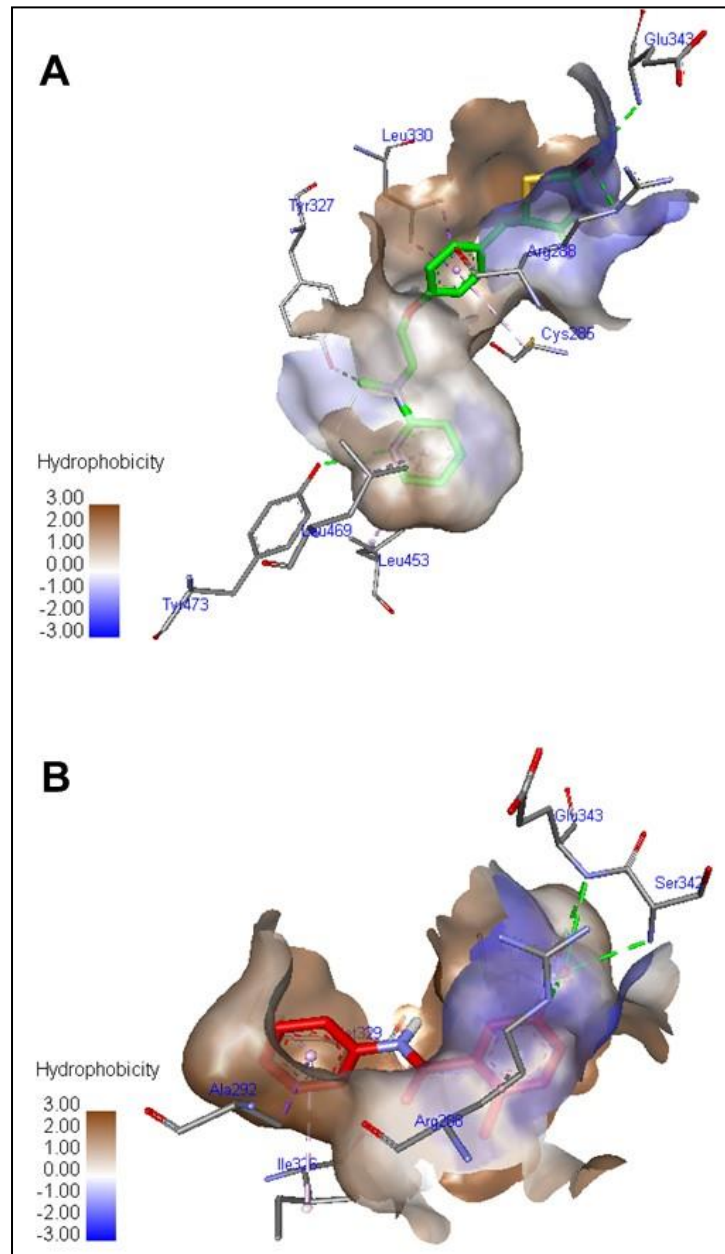 A
Glu343
Leu330
Tyr327
Arg288
Cys285
Hydrophobicity
3.00
2.00
1.00
0.00
-1.00
-2.00
-3.00
Leu469
Leu453
Tyr473
B
Glu343
Ser342
Ala292
Arg288
Ile326
Hydrophobicity
3.00
2.00
1.00
0.00
-1.00
-2.00
-3.00